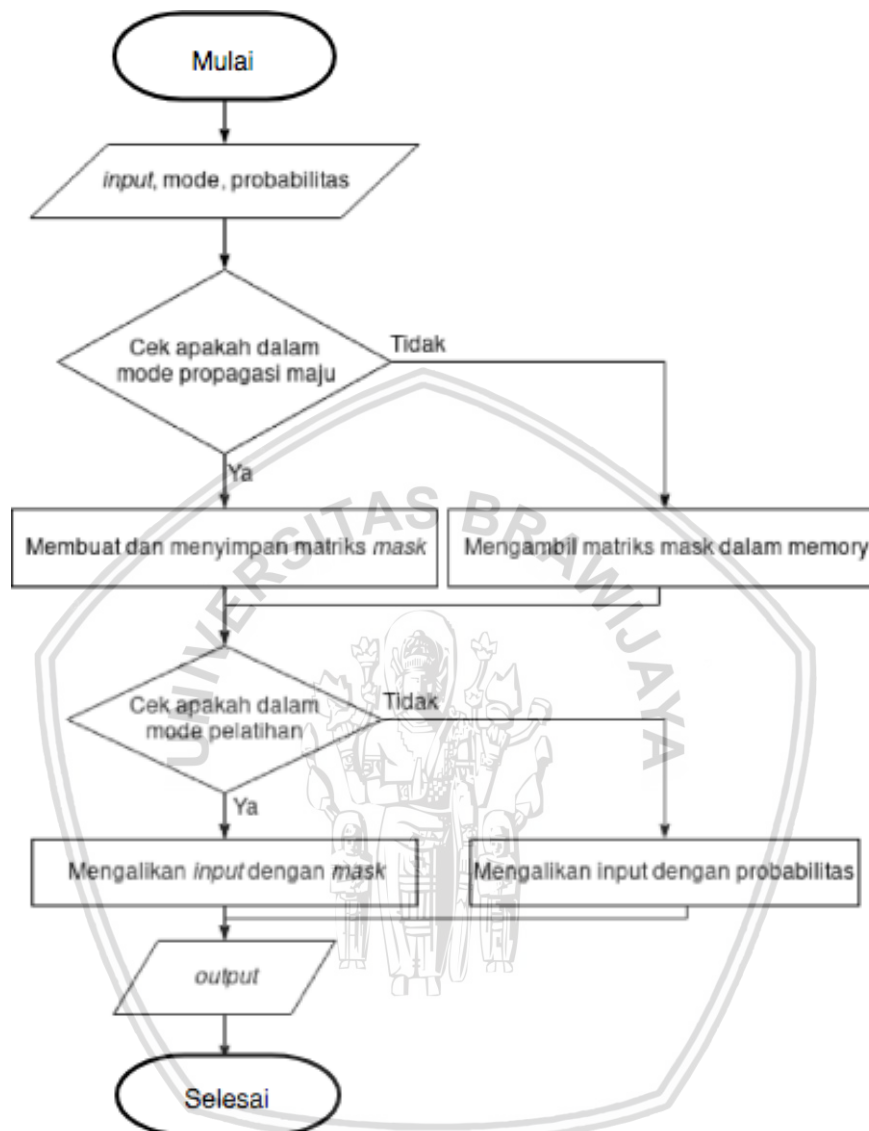 Mulai
input, mode, probabilitas
Cek apakah dalam
mode propagasi maju
Tidak
Ya
Membuat dan menyimpan matriks mask
Mengambil matriks mask dalam memory
UNIVERSITAS BRAWIJAYA
Cek apakah dalam
mode pelatihan
Tidak
Ya
Mengalikan input dengan mask
Mengalikan input dengan probabilitas
output
Selesai